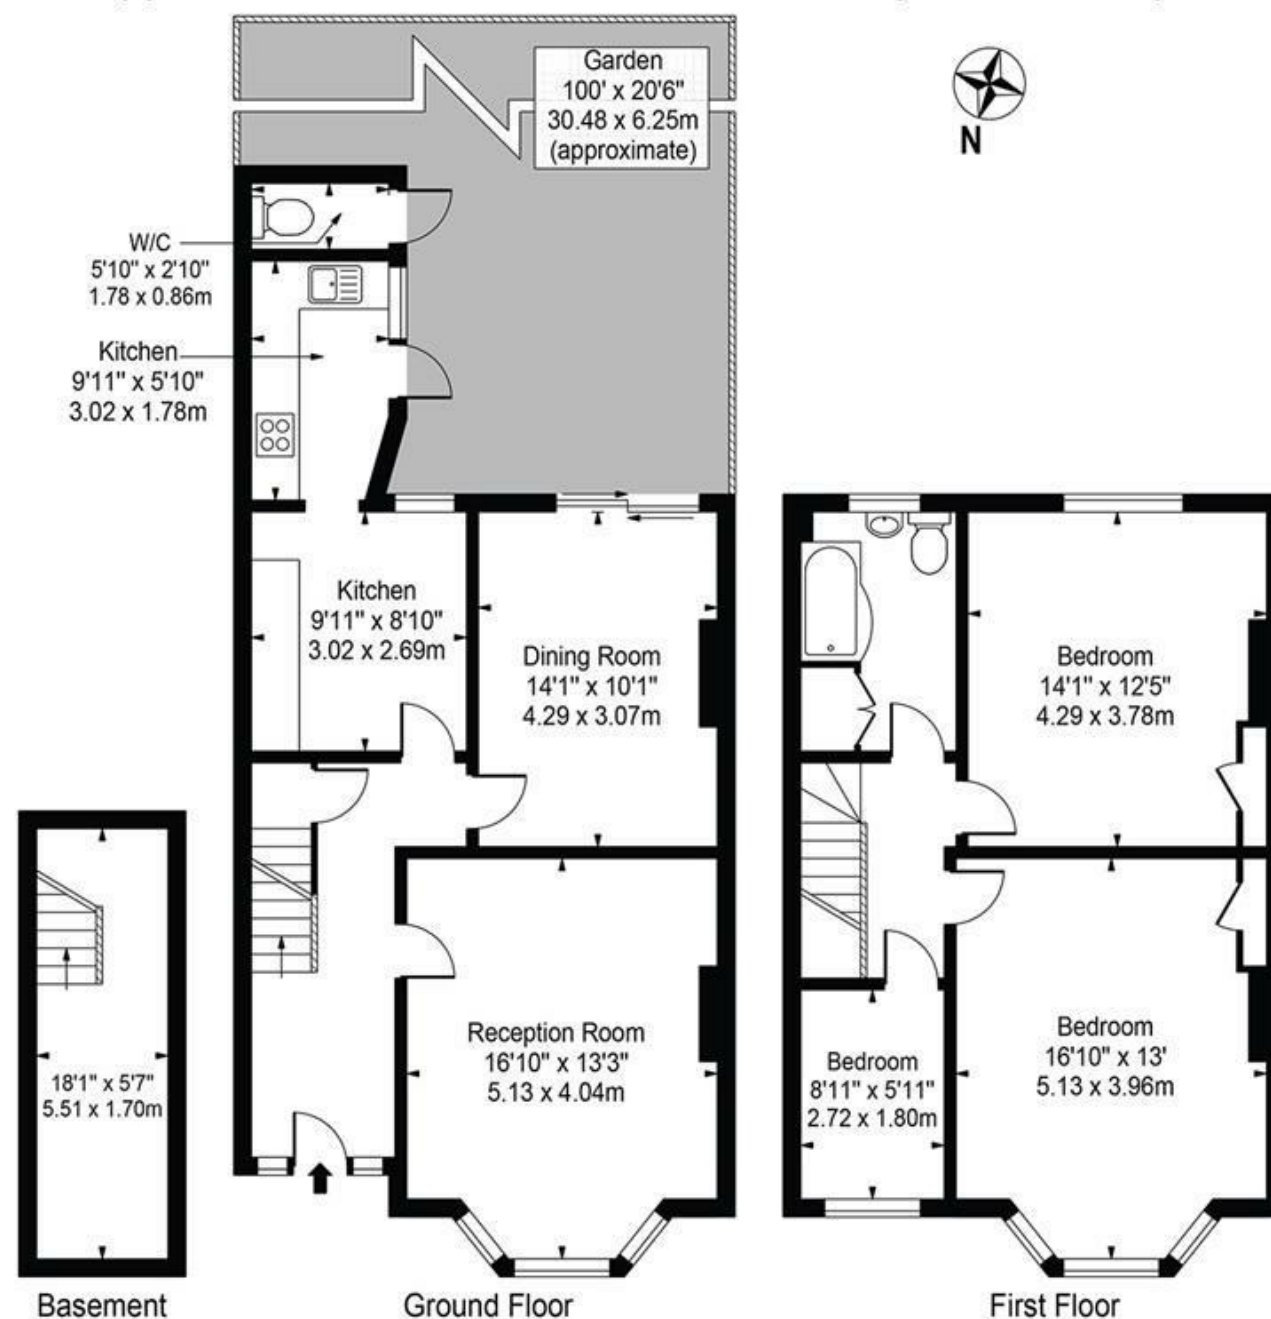 Garden
100' x 20'6"
30.48 x 6.25m
(approximate)
N
W/C
5'10" x 2'10"
1.78 x 0.86m
Kitchen
9'11" x 5'10"
3.02 x 1.78m
Kitchen
9'11" x 8'10"
3.02 x 2.69m
Dining Room
14'1" x 10'1"
4.29 x 3.07m
Bedroom
14'1" x 12'5"
4.29 x 3.78m
Reception Room
16'10" x 13'3"
5.13 x 4.04m
Bedroom
8'11" x 5'11"
2.72 x 1.80m
Bedroom
16'10" x 13'
5.13 x 3.96m
18'1" x 5'7"
5.51 x 1.70m
Basement
Ground Floor
First Floor